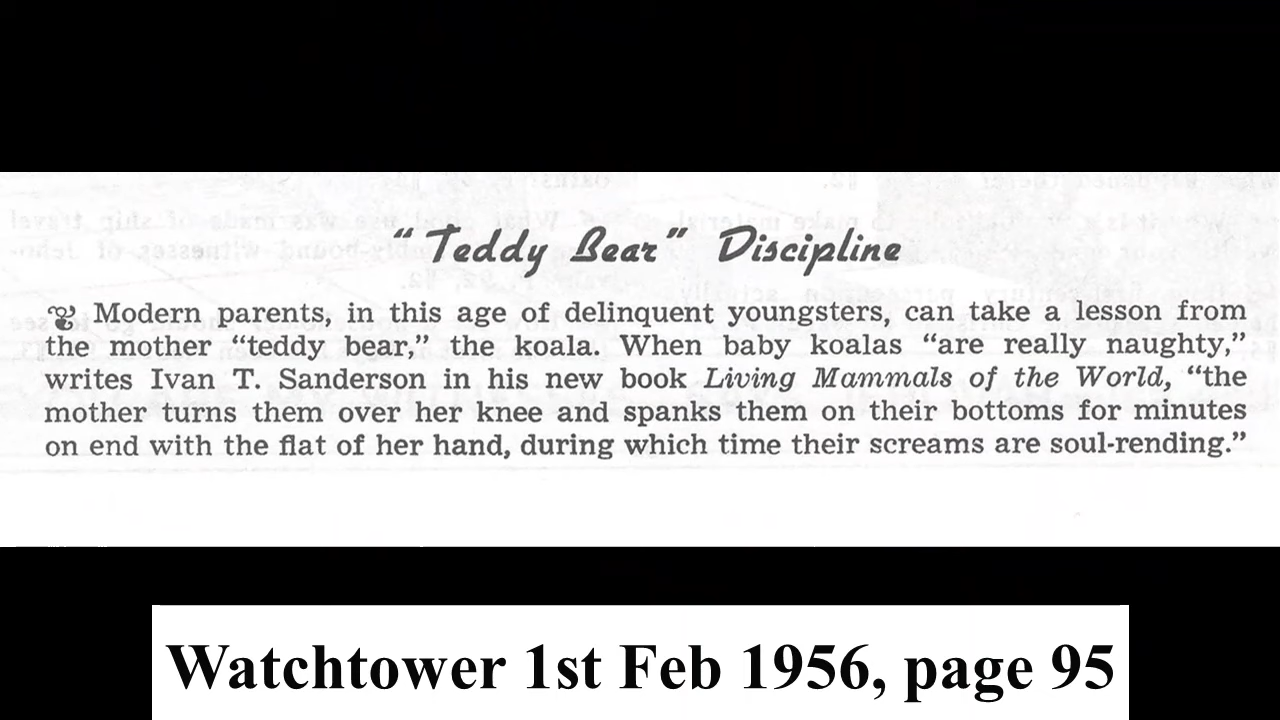 “Teddy Bear” Discipline
❦ Modern parents, in this age of delinquent youngsters, can take a lesson from
the mother “teddy bear,” the koala. When baby koalas “are really naughty,”
writes Ivan T. Sanderson in his new book Living Mammals of the World, “the
mother turns them over her knee and spanks them on their bottoms for minutes
on end with the flat of her hand, during which time their screams are soul-rending.”
Watchtower 1st Feb 1956, page 95